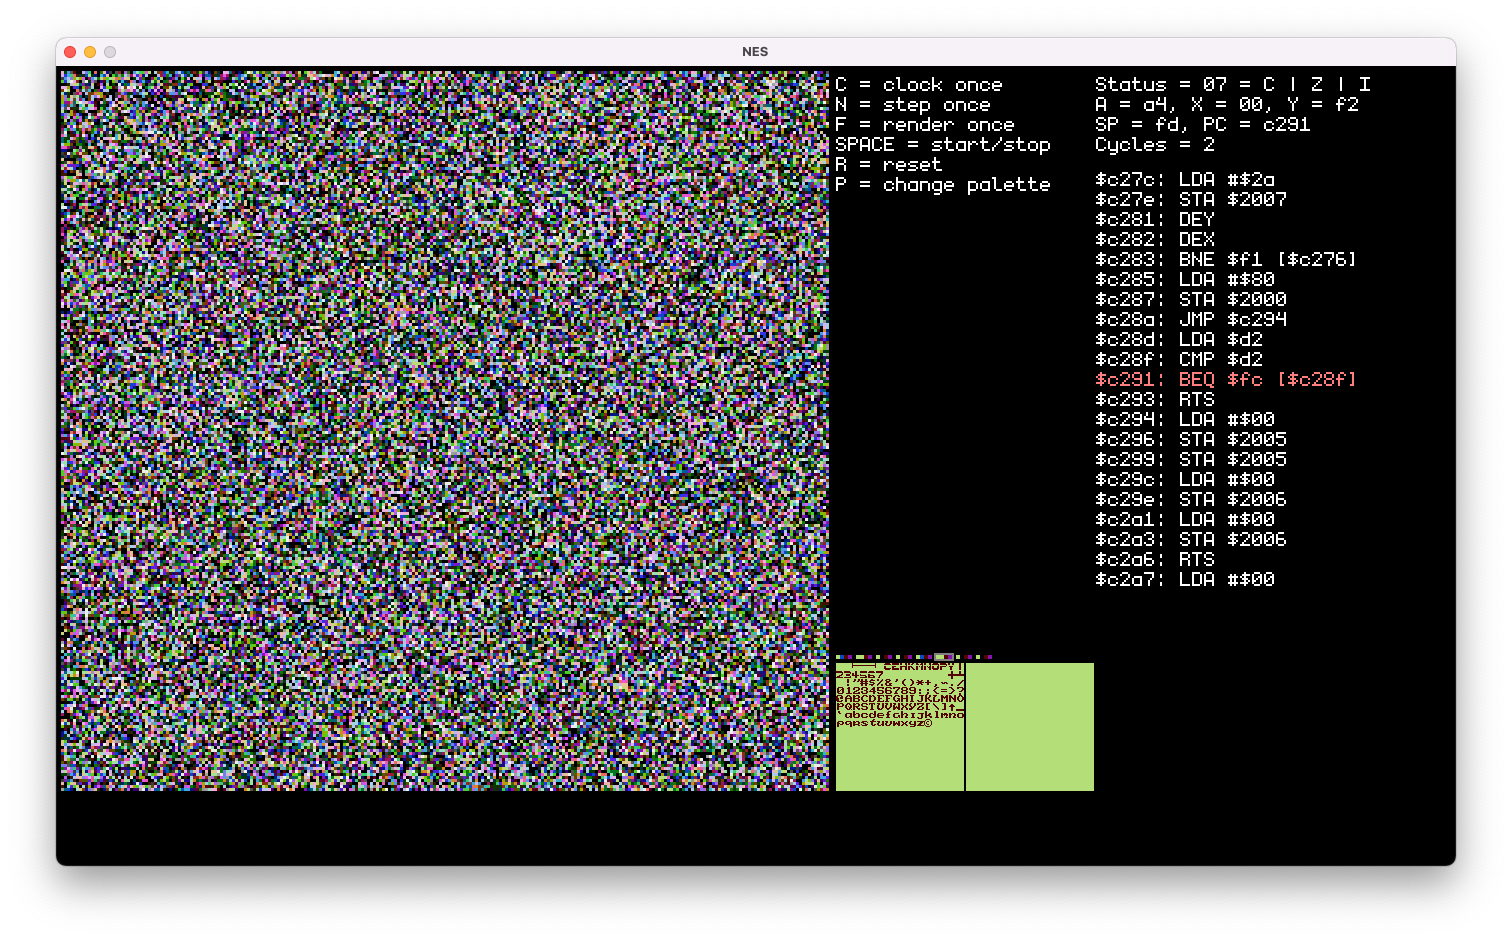 NES
C = clock once
N = step once
F = render once
SPACE = start/stop
R = reset
P = change palette
Status = 07 = C | Z | I
A = a4, X = 00, Y = f2
SP = fd, PC = c291
Cycles = 2
$c27c: LDA #$2a
$c27e: STA $2007
$c281: DEY
$c282: DEX
$c283: BNE $f1 [$c276]
$c285: LDA #$80
$c287: STA $2000
$c28a: JMP $c294
$c28d: LDA $d2
$c28f: CMP $d2
$c291: BEQ $fc [$c28f]
$c293: RTS
$c294: LDA #$00
$c296: STA $2005
$c299: STA $2005
$c29c: LDA #$00
$c29e: STA $2006
$c2a1: LDA #$00
$c2a3: STA $2006
$c2a6: RTS
$c2a7: LDA #$00
234567
!"#$%&'()*+,-./
0123456789:;<=>?
@ABCDEFGHIJKLMNO
PQRSTUVWXYZ[\]↑_
`abcdefghijklmno
pqrstuvwxyz©